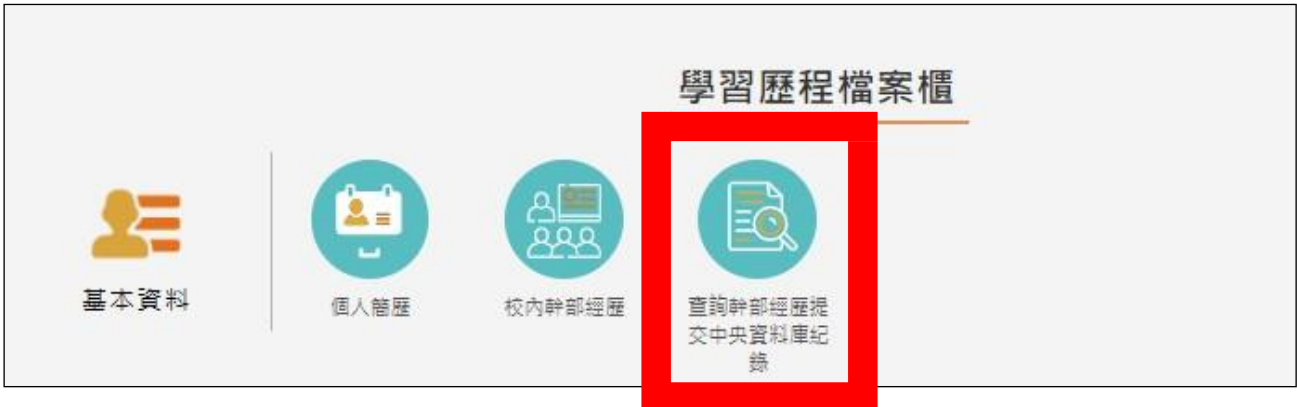 學習歷程檔案櫃
基本資料
個人簡歷
校內幹部經歷
查詢幹部經歷提
交中央資料庫紀
錄